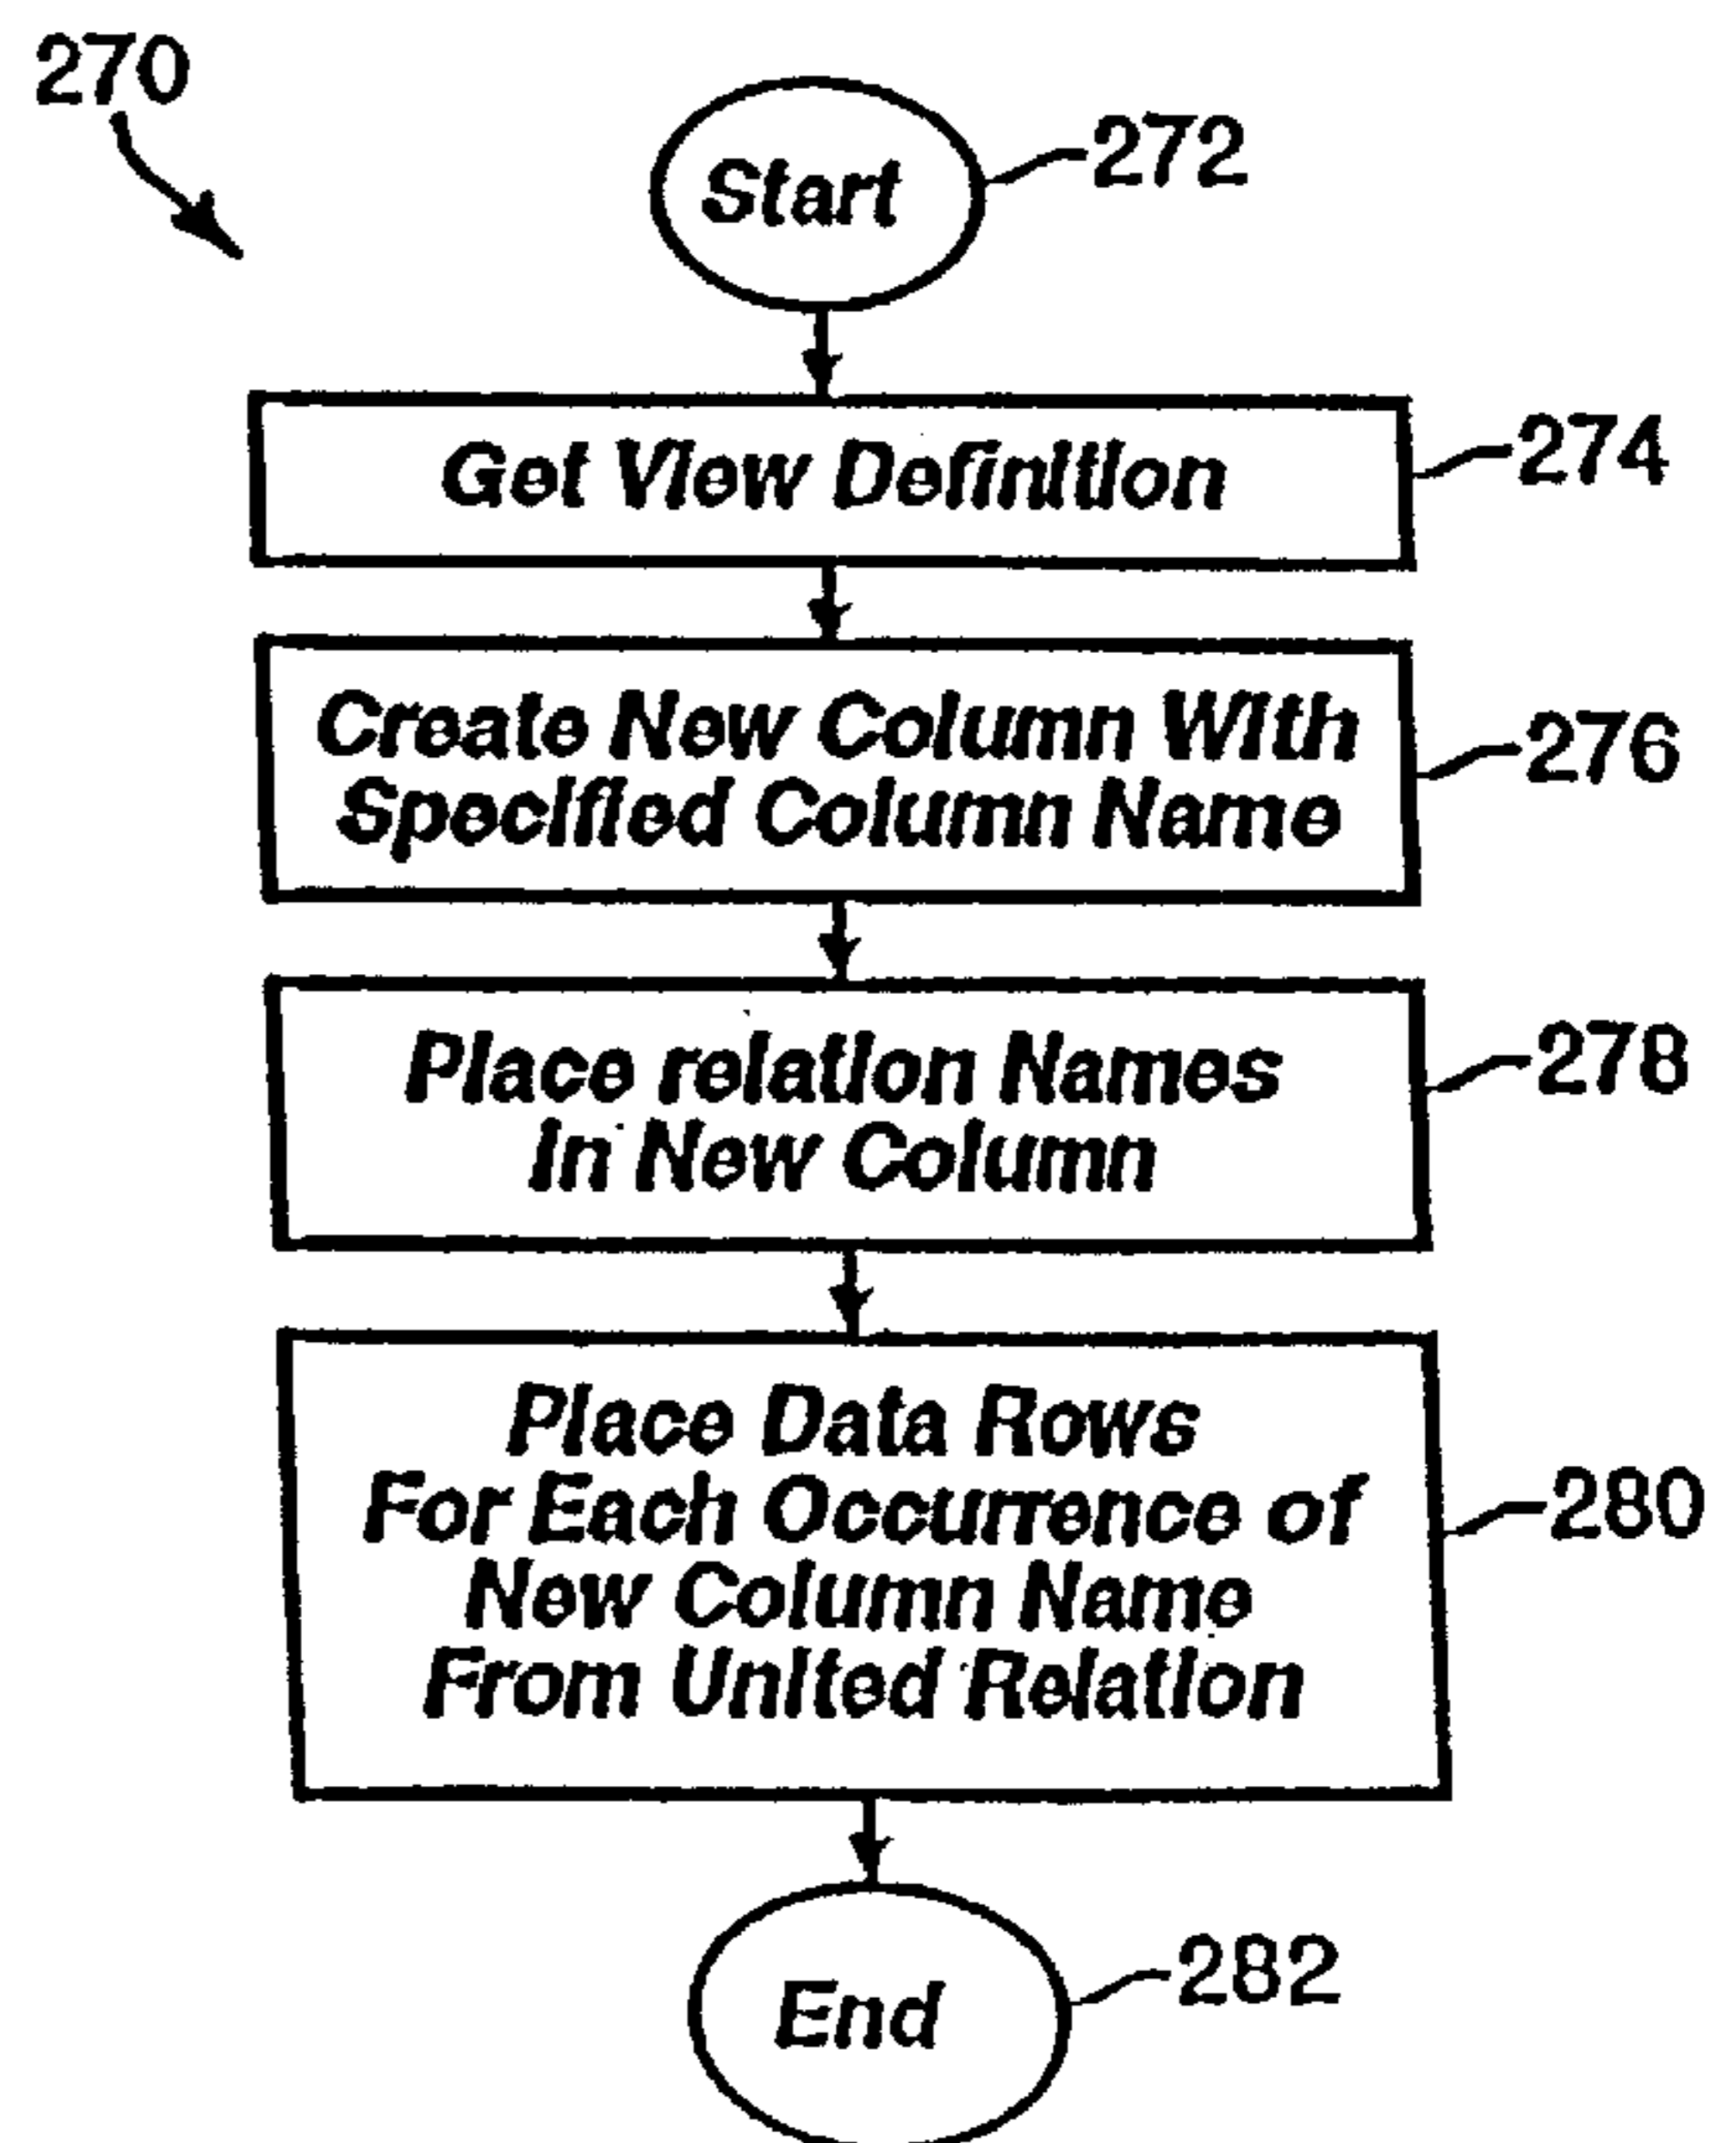 270
Start
272
Get View Definition
274
Create New Column With
Specified Column Name
276
Place relation Names
In New Column
278
Place Data Rows
For Each Occurrence of
New Column Name
From United Relation
280
End
282